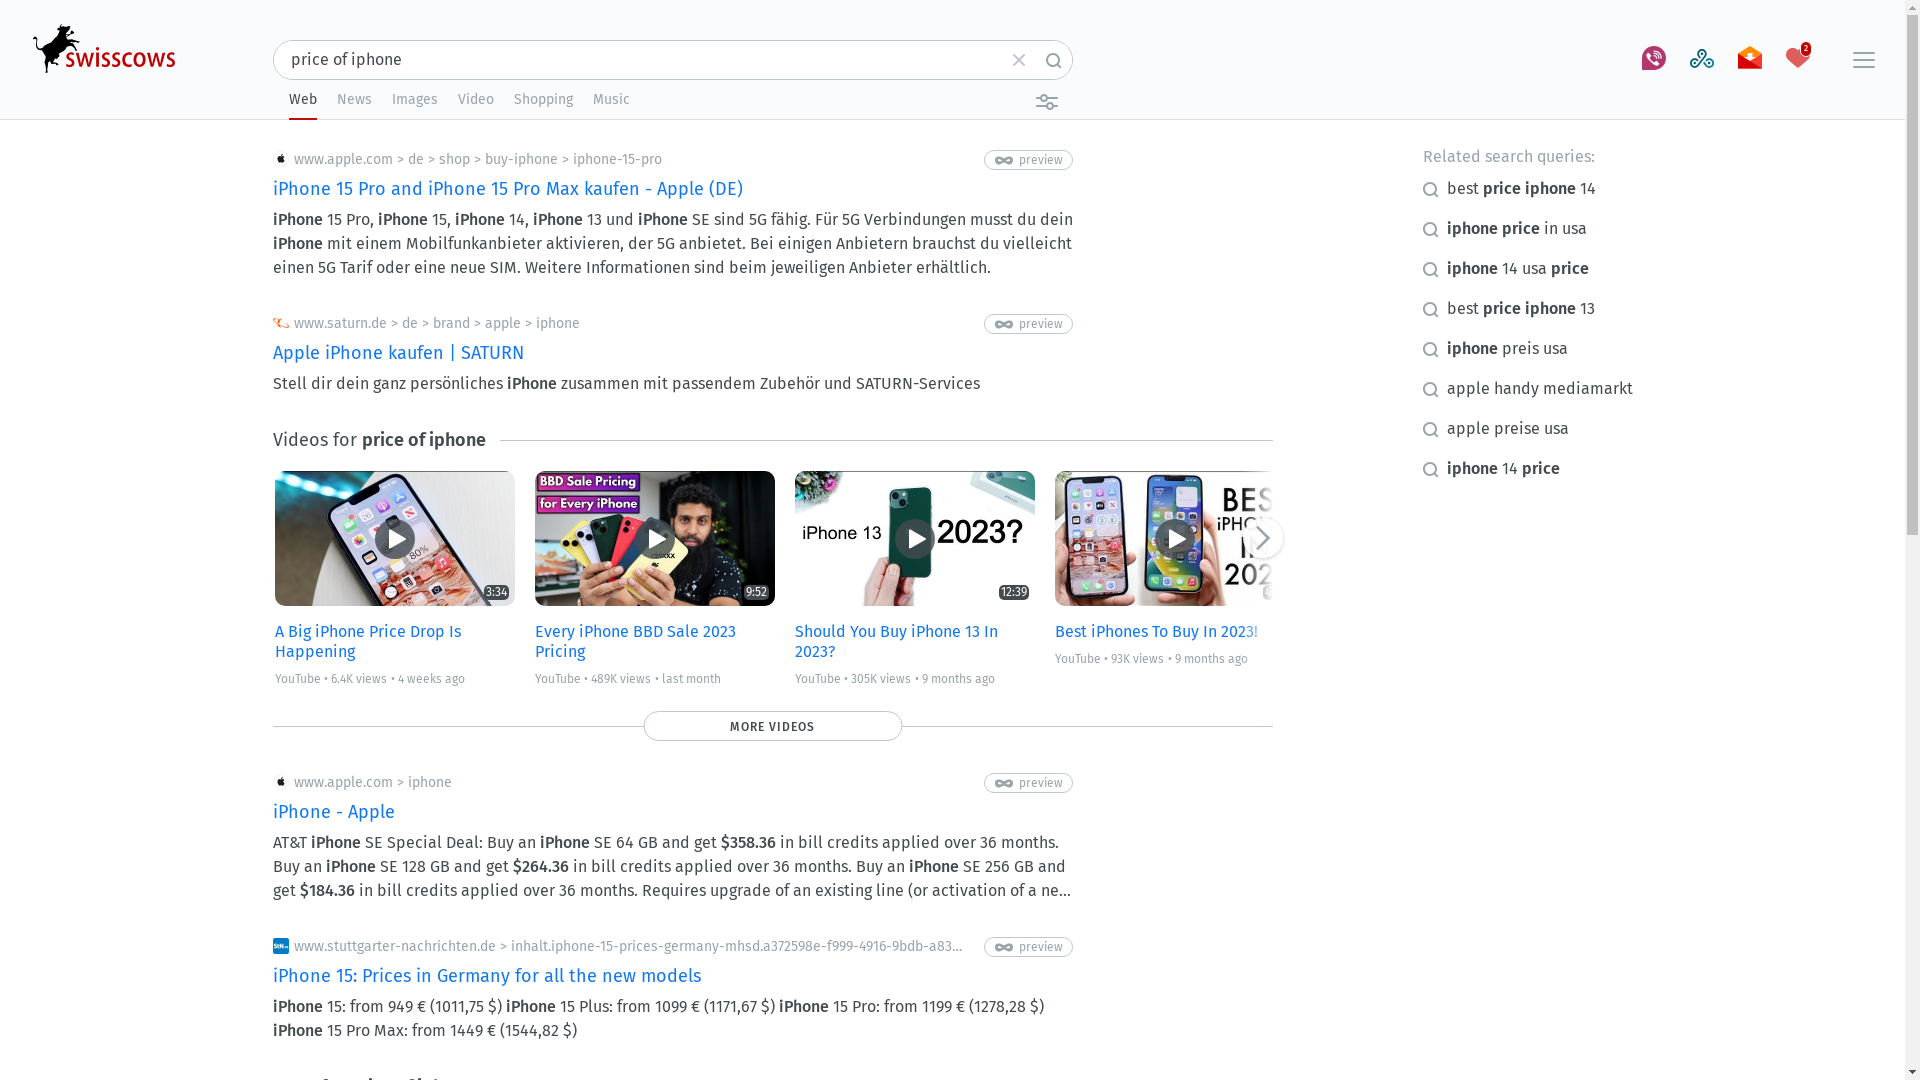 swisscows
price of iphone
2
Web News Images Video Shopping Music
www.apple.com > de > shop > buy-iphone > iphone-15-pro
preview
iPhone 15 Pro and iPhone 15 Pro Max kaufen - Apple (DE)
iPhone 15 Pro, iPhone 15, iPhone 14, iPhone 13 und iPhone SE sind 5G fähig. Für 5G Verbindungen musst du dein
iPhone mit einem Mobilfunkanbieter aktivieren, der 5G anbietet. Bei einigen Anbietern brauchst du vielleicht
einen 5G Tarif oder eine neue SIM. Weitere Informationen sind beim jeweiligen Anbieter erhältlich.
www.saturn.de > de > brand > apple > iphone
preview
Apple iPhone kaufen | SATURN
Stell dir dein ganz persönliches iPhone zusammen mit passendem Zubehör und SATURN-Services
Videos for price of iphone
80%
3:34
BBD Sale Pricing
for Every iPhone
9:52
iPhone 13 2023?
12:39
A Big iPhone Price Drop Is
Happening
YouTube • 6.4K views • 4 weeks ago
Every iPhone BBD Sale 2023
Pricing
YouTube • 489K views • last month
Should You Buy iPhone 13 In
2023?
YouTube • 305K views • 9 months ago
Best iPhones To Buy In 2023!
YouTube • 93K views • 9 months ago
MORE VIDEOS
www.apple.com > iphone
preview
iPhone - Apple
AT&T iPhone SE Special Deal: Buy an iPhone SE 64 GB and get $358.36 in bill credits applied over 36 months.
Buy an iPhone SE 128 GB and get $264.36 in bill credits applied over 36 months. Buy an iPhone SE 256 GB and
get $184.36 in bill credits applied over 36 months. Requires upgrade of an existing line (or activation of a ne...
www.stuttgarter-nachrichten.de > inhalt.iphone-15-prices-germany-mhsd.a372598e-f999-4916-9bdb-a83...
preview
iPhone 15: Prices in Germany for all the new models
iPhone 15: from 949 € (1011,75 $) iPhone 15 Plus: from 1099 € (1171,67 $) iPhone 15 Pro: from 1199 € (1278,28 $)
iPhone 15 Pro Max: from 1449 € (1544,82 $)
Related search queries:
best price iphone 14
iphone price in usa
iphone 14 usa price
best price iphone 13
iphone preis usa
apple handy mediamarkt
apple preise usa
iphone 14 price